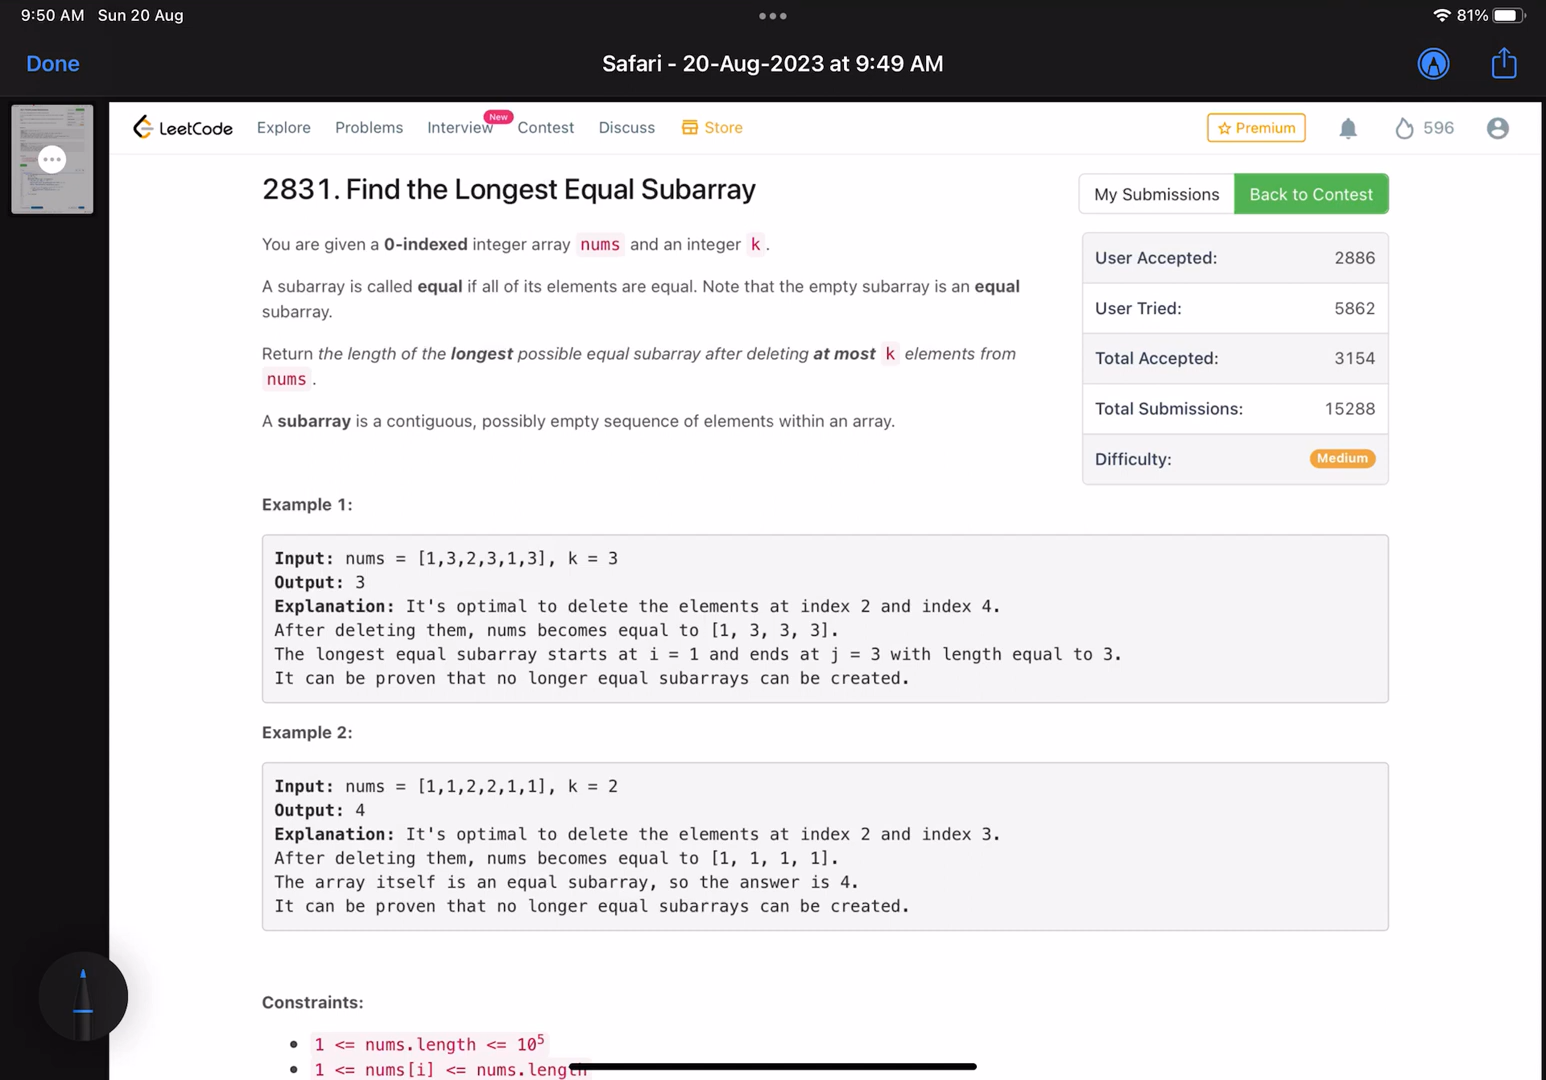 9:50 AM Sun 20 Aug
81%
Done
Safari - 20-Aug-2023 at 9:49 AM
LeetCode
Explore
Problems
Interview
New
Contest
Discuss
Store
Premium
596
2831. Find the Longest Equal Subarray
My Submissions
Back to Contest
You are given a 0-indexed integer array nums and an integer k .
A subarray is called equal if all of its elements are equal. Note that the empty subarray is an equal
subarray.
Return the length of the longest possible equal subarray after deleting at most k elements from
nums .
A subarray is a contiguous, possibly empty sequence of elements within an array.
User Accepted: 2886
User Tried: 5862
Total Accepted: 3154
Total Submissions: 15288
Difficulty: Medium
Example 1:
Input: nums = [1,3,2,3,1,3], k = 3
Output: 3
Explanation: It's optimal to delete the elements at index 2 and index 4.
After deleting them, nums becomes equal to [1, 3, 3, 3].
The longest equal subarray starts at i = 1 and ends at j = 3 with length equal to 3.
It can be proven that no longer equal subarrays can be created.
Example 2:
Input: nums = [1,1,2,2,1,1], k = 2
Output: 4
Explanation: It's optimal to delete the elements at index 2 and index 3.
After deleting them, nums becomes equal to [1, 1, 1, 1].
The array itself is an equal subarray, so the answer is 4.
It can be proven that no longer equal subarrays can be created.
Constraints:
• 1 <= nums.length <= 10⁵
• 1 <= nums[i] <= nums.length